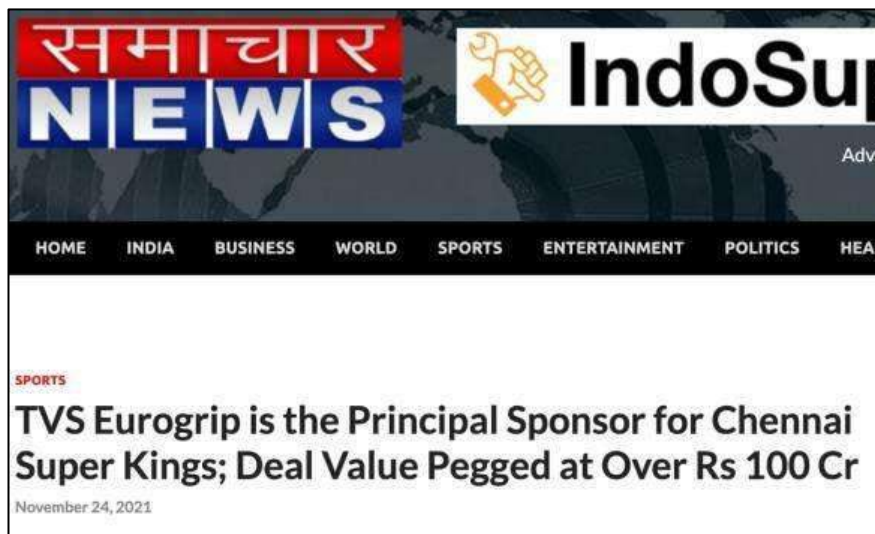 समाचार
NEWS
IndoSup
Adv
HOME INDIA BUSINESS WORLD SPORTS ENTERTAINMENT POLITICS HEA
SPORTS
TVS Eurogrip is the Principal Sponsor for Chennai
Super Kings; Deal Value Pegged at Over Rs 100 Cr
November 24, 2021